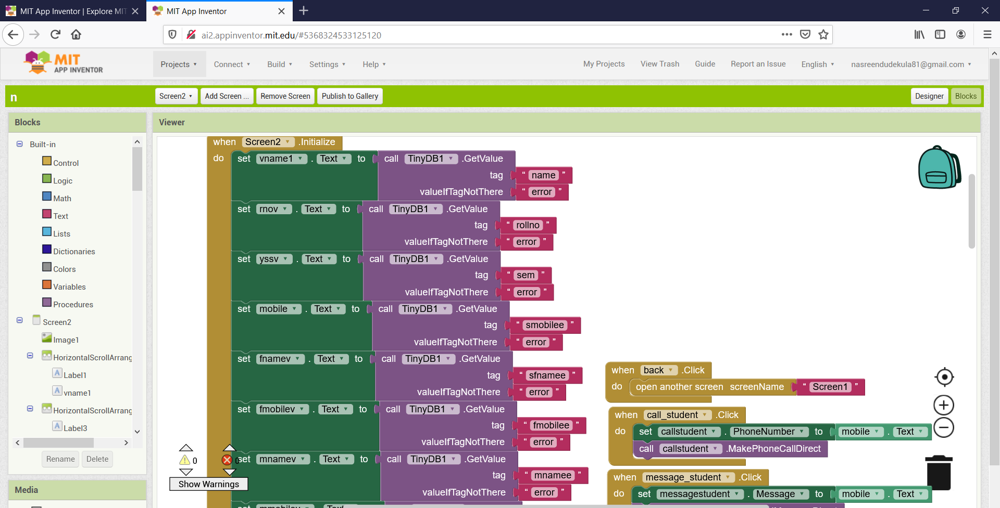 MIT App Inventor | Explore MIT
MIT App Inventor
ai2.appinventor.mit.edu/#5368324533125120
MIT
APP INVENTOR
Projects Connect Build Settings Help My Projects View Trash Guide Report an Issue English nasreendudekula81@gmail.com
n Screen2 Add Screen ... Remove Screen Publish to Gallery Designer Blocks
Blocks
Built-in
Control
Logic
Math
Text
Lists
Dictionaries
Colors
Variables
Procedures
Screen2
Image1
HorizontalScrollArrang
Label1
vname1
HorizontalScrollArrang
Label3
Rename Delete
Media
Viewer
when Screen2 .Initialize
do set vname1 . Text to call TinyDB1 .GetValue
tag “ name ”
valueIfTagNotThere “ error ”
set rnov . Text to call TinyDB1 .GetValue
tag “ rollno ”
valueIfTagNotThere “ error ”
set yssv . Text to call TinyDB1 .GetValue
tag “ sem ”
valueIfTagNotThere “ error ”
set mobile . Text to call TinyDB1 .GetValue
tag “ smobilee ”
valueIfTagNotThere “ error ”
set fnamev . Text to call TinyDB1 .GetValue
tag “ sfnamee ”
valueIfTagNotThere “ error ”
set fmobilev . Text to call TinyDB1 .GetValue
tag “ fmobilee ”
valueIfTagNotThere “ error ”
set mnamev . Text to call TinyDB1 .GetValue
tag “ mnamee ”
valueIfTagNotThere “ error ”
0 0
Show Warnings
when back .Click
do open another screen screenName “ Screen1 ”
when call_student .Click
do set callstudent . PhoneNumber to mobile . Text
call callstudent .MakePhoneCallDirect
when message_student .Click
do set messagestudent . Message to mobile . Text